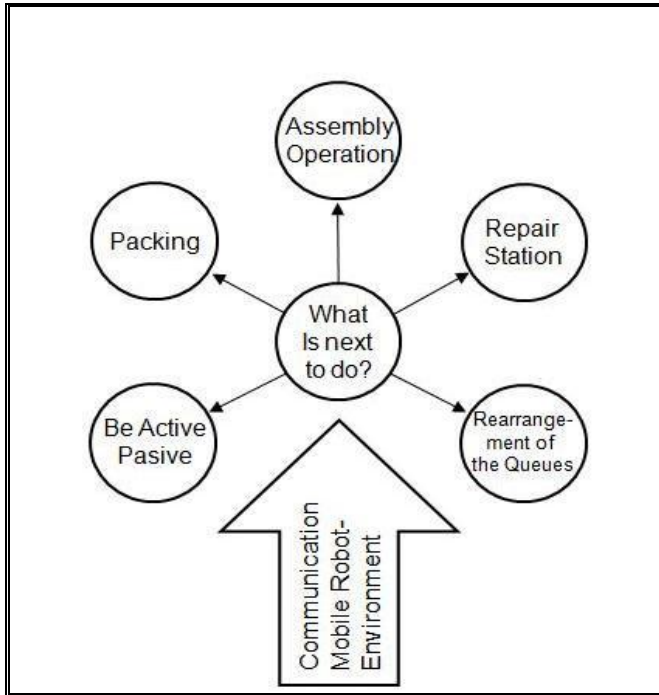 Assembly
Operation
Packing
Repair
Station
What
Is next
to do?
Be Active
Pasive
Rearrange-
ment of
the Queues
Communication
Mobile Robot-
Environment